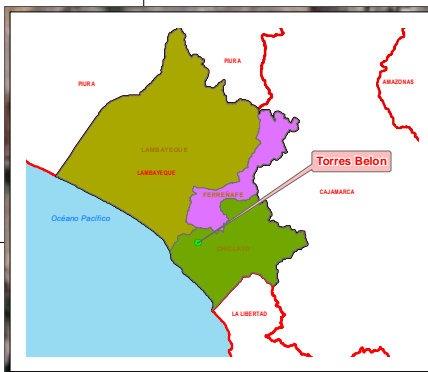 PIURA
PIURA
AMAZONAS
LAMBAYEQUE
LAMBAYEQUE
Torres Belon
FERREÑAFE
CAJAMARCA
Océano Pacífico
CHICLAYO
LA LIBERTAD